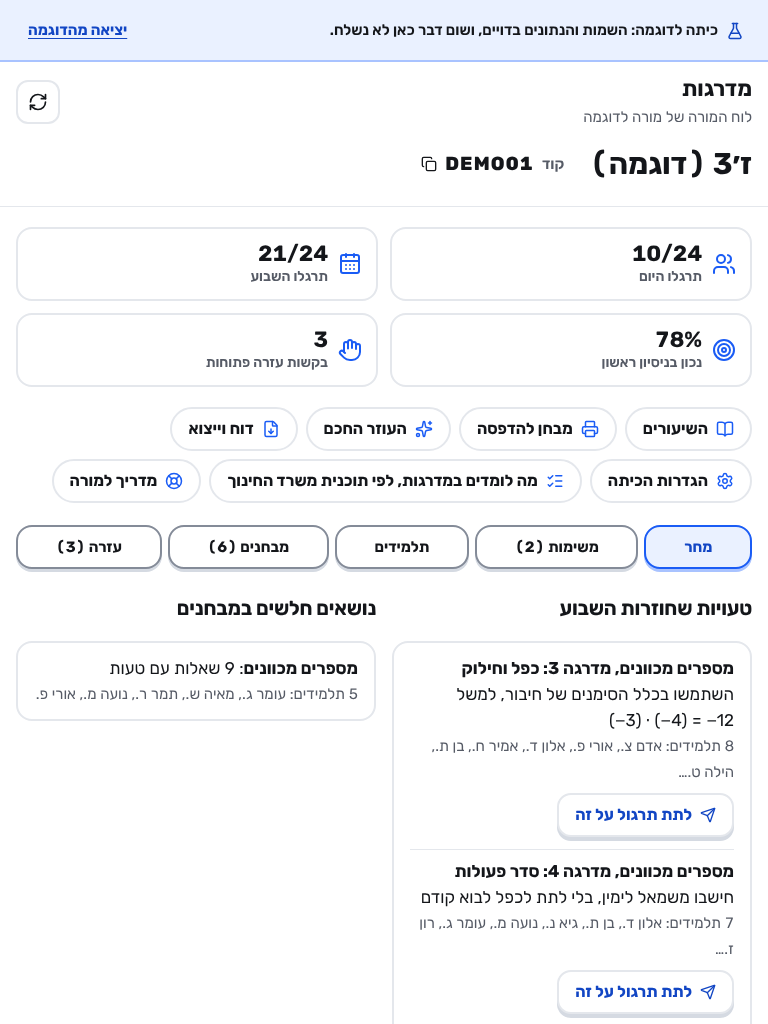 כיתה לדוגמה: השמות והנתונים בדויים, ושום דבר כאן לא נשלח.
יציאה מהדוגמה
מדרגות
לוח המורה של מורה לדוגמה
ז׳3 (דוגמה)
קוד DEMO01
10/24
תרגלו היום
21/24
תרגלו השבוע
78%
נכון בניסיון ראשון
3
בקשות עזרה פתוחות
השיעורים
מבחן להדפסה
העוזר החכם
דוח וייצוא
הגדרות הכיתה
מה לומדים במדרגות, לפי תוכנית משרד החינוך
מדריך למורה
מחר
משימות (2)
תלמידים
מבחנים (6)
עזרה (3)
טעויות שחוזרות השבוע
מספרים מכוונים, מדרגה 3: כפל וחילוק
השתמשו בכלל הסימנים של חיבור, למשל
(−3) · (−4) = −12
8 תלמידים: אדם צ., אורי פ., אלון ד., אמיר ח., בן ת.,
הילה ט.…
לתת תרגול על זה
מספרים מכוונים, מדרגה 4: סדר פעולות
חישבו משמאל לימין, בלי לתת לכפל לבוא קודם
7 תלמידים: אלון ד., בן ת., גיא נ., נועה מ., עומר ג., רון
ז.…
לתת תרגול על זה
נושאים חלשים במבחנים
מספרים מכוונים: 9 שאלות עם טעות
5 תלמידים: עומר ג., מאיה ש., תמר ר., נועה מ., אורי פ.